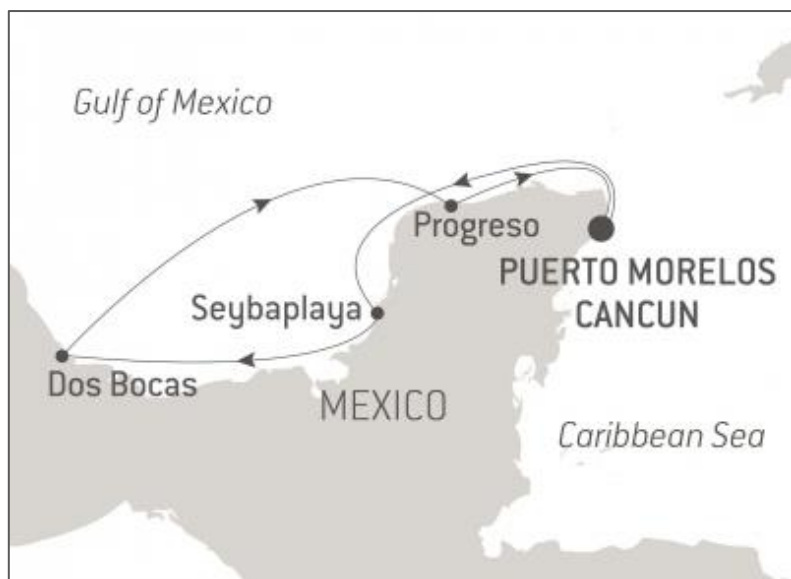 Gulf of Mexico
Progreso
PUERTO MORELOS
CANCUN
Seybaplaya
Dos Bocas
MEXICO
Caribbean Sea